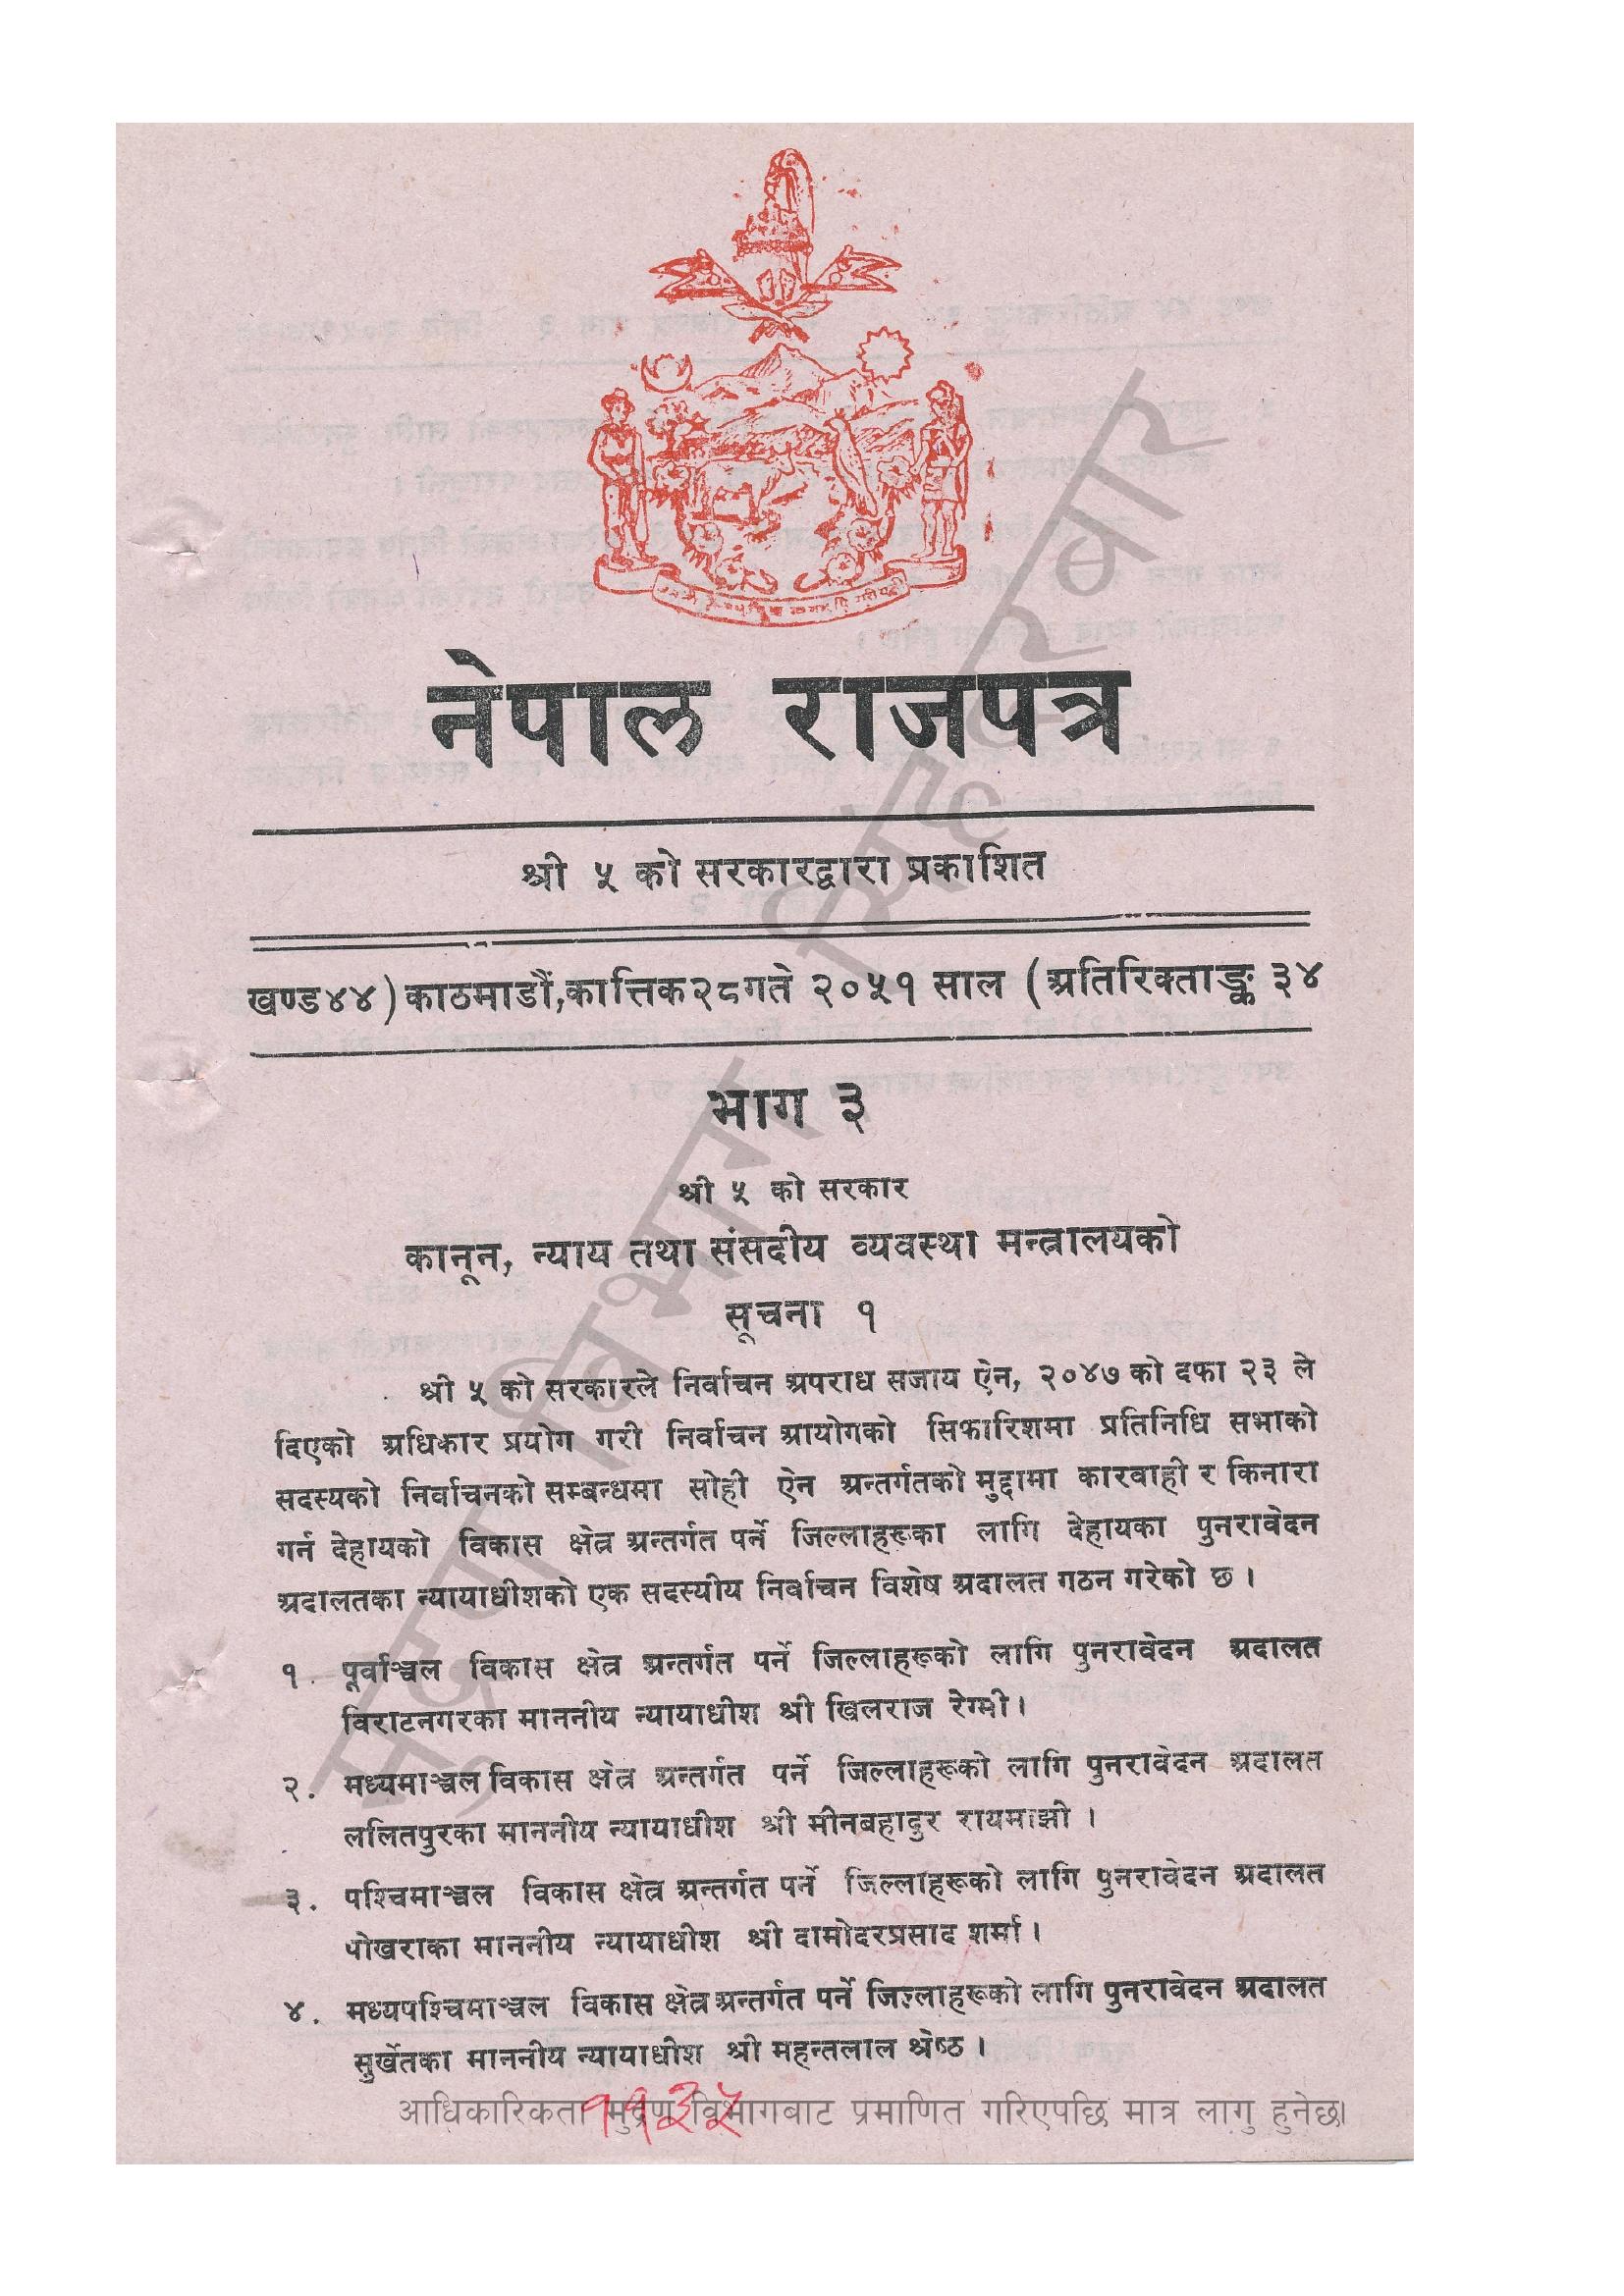 नेपाल राजपत्र
श्री ५ को सरकारद्वारा प्रकाशित
खण्ड४४) काठमाडौं, कात्तिक२८गते २०५१ साल (अतिरिक्ताङ्क ३४
भाग ३
श्री ५ को सरकार
कानून, न्याय तथा संसदीय व्यवस्था मन्त्रालयको
सूचना १
श्री ५ को सरकारले निर्वाचन अपराध सजाय ऐन, २०४७ को दफा २३ ले
दिएको अधिकार प्रयोग गरी निर्वाचन आयोगको सिफारिशमा प्रतिनिधि सभाको
सदस्यको निर्वाचनको सम्बन्धमा सोही ऐन अन्तर्गतको मुद्दामा कारवाही र किनारा
गर्न देहायको विकास क्षेत्र अन्तर्गत पर्ने जिल्लाहरूका लागि देहायका पुनरावेदन
अदालतका न्यायाधीशको एक सदस्यीय निर्वाचन विशेष अदालत गठन गरेको छ ।
१. पूर्वाञ्चल विकास क्षेत्र अन्तर्गत पर्ने जिल्लाहरूको लागि पुनरावेदन अदालत
विराटनगरका माननीय न्यायाधीश श्री खिलराज रेग्मी ।
२. मध्यमाञ्चल विकास क्षेत्र अन्तर्गत पर्ने जिल्लाहरूको लागि पुनरावेदन अदालत
ललितपुरका माननीय न्यायाधीश श्री मीनबहादुर रायमाझी ।
३. पश्चिमाञ्चल विकास क्षेत्र अन्तर्गत पर्ने जिल्लाहरूको लागि पुनरावेदन अदालत
पोखराका माननीय न्यायाधीश श्री दामोदरप्रसाद शर्मा ।
४. मध्यपश्चिमाञ्चल विकास क्षेत्र अन्तर्गत पर्ने जिल्लाहरूको लागि पुनरावेदन अदालत
सुर्खेतका माननीय न्यायाधीश श्री महन्तलाल श्रेष्ठ ।
११३५
आधिकारिकता मुद्रण विभागबाट प्रमाणित गरिएपछि मात्र लागु हुनेछ।
मुद्रण विभाग, सिंहदरवार